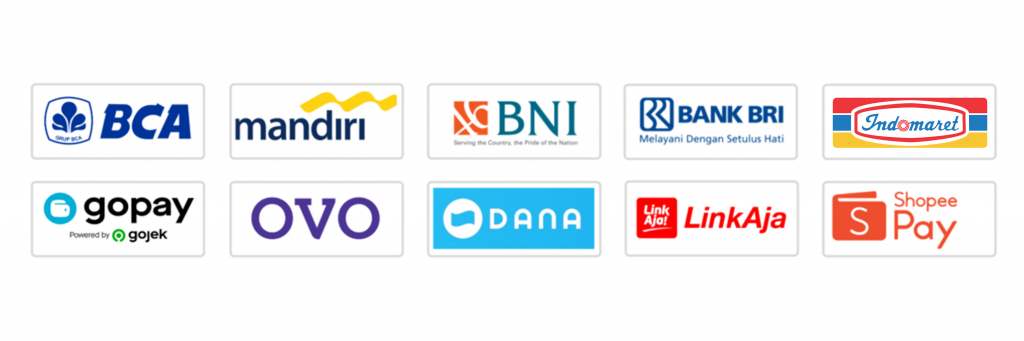 GRUP BCA
BCA
mandiri
BNI
Serving the Country, the Pride of the Nation
BANK BRI
Melayani Dengan Setulus Hati
Indomaret
gopay
Powered by gojek
OVO
DANA
Link
Aja!
LinkAja
S
Shopee
Pay